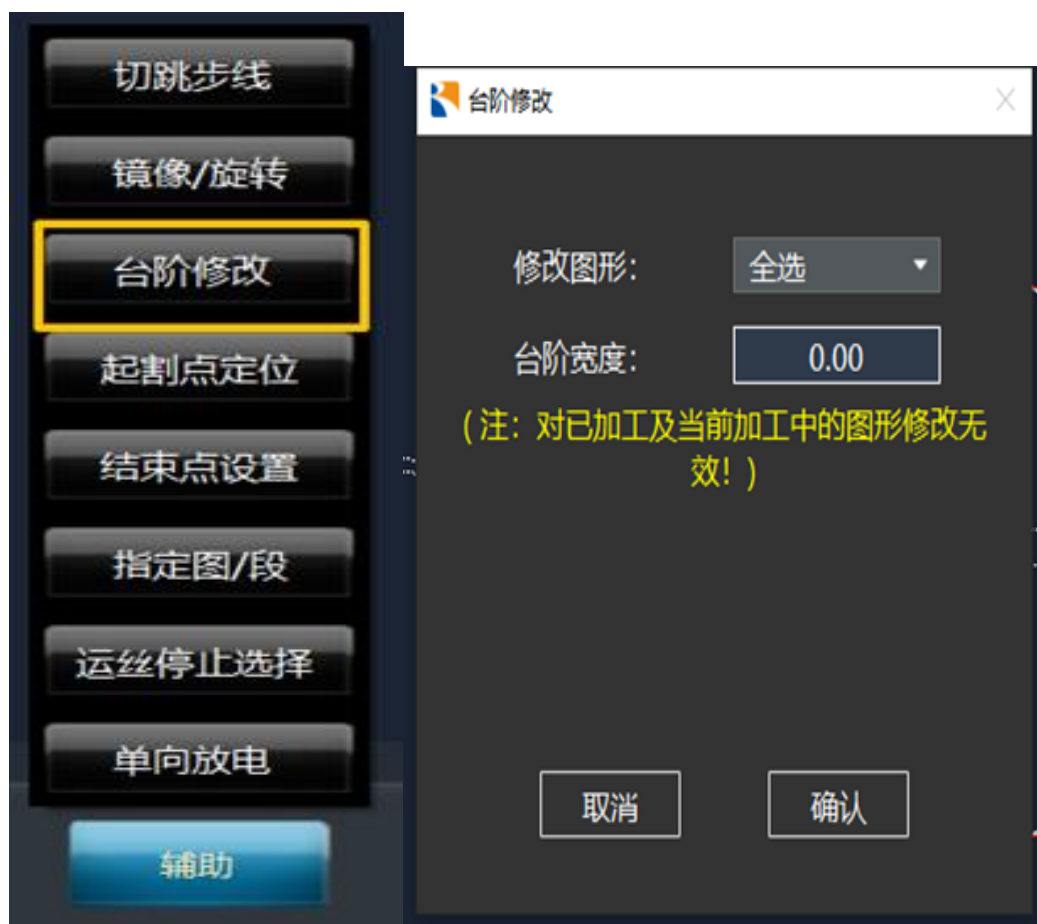 切跳步线
镜像/旋转
台阶修改
起割点定位
结束点设置
指定图/段
运丝停止选择
单向放电
辅助
台阶修改
修改图形：
全选
台阶宽度：
0.00
(注：对已加工及当前加工中的图形修改无
效！)
取消
确认